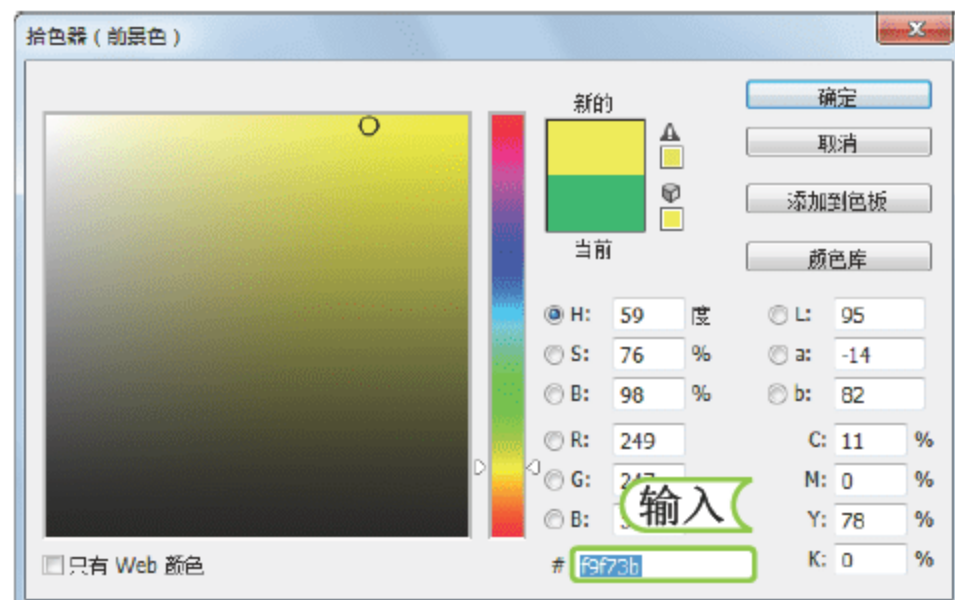 拾色器（前景色）
新的
当前
确定
取消
添加到色板
颜色库
H: 59 度
S: 76 %
B: 98 %
R: 249
G:
B:
# f9f73b
L: 95
a: -14
b: 82
C: 11 %
M: 0 %
Y: 78 %
K: 0 %
输入
只有 Web 颜色